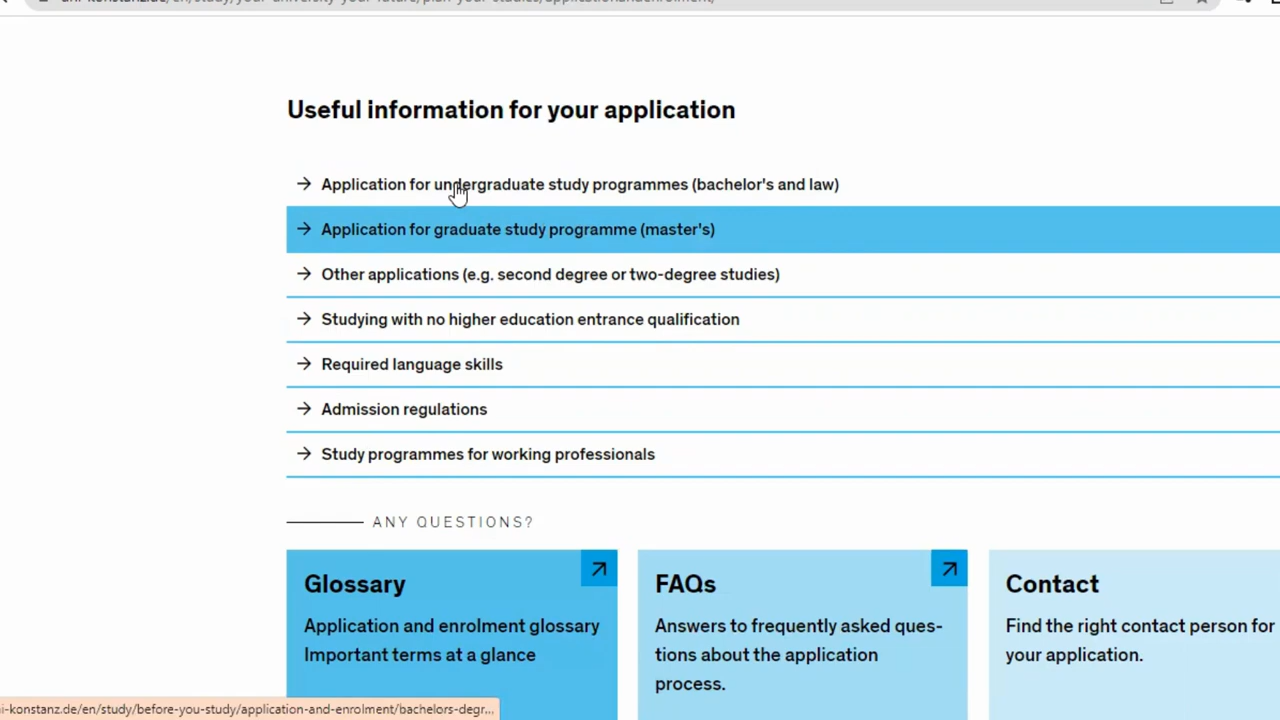 Useful information for your application
Application for undergraduate study programmes (bachelor's and law)
Application for graduate study programme (master's)
Other applications (e.g. second degree or two-degree studies)
Studying with no higher education entrance qualification
Required language skills
Admission regulations
Study programmes for working professionals
ANY QUESTIONS?
Glossary
Application and enrolment glossary
Important terms at a glance
FAQs
Answers to frequently asked ques-
tions about the application
process.
Contact
Find the right contact person for
your application.
ni-konstanz.de/en/study/before-you-study/application-and-enrolment/bachelors-degr...